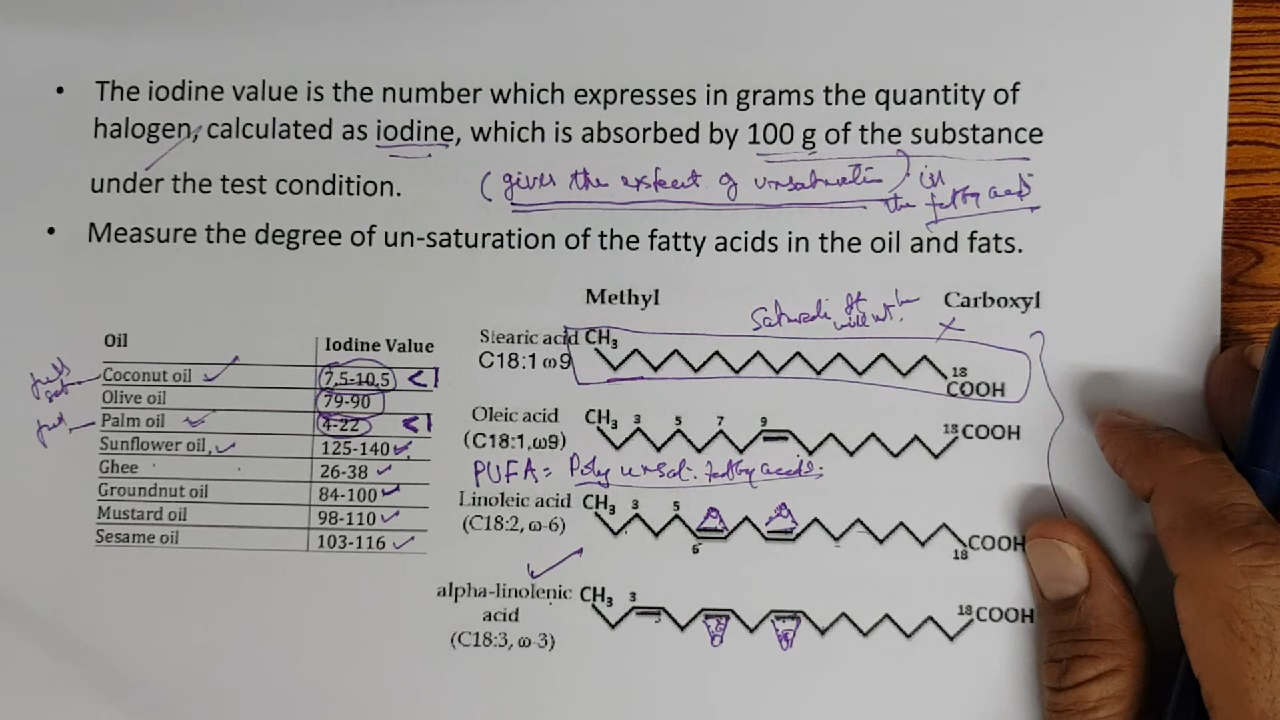 • The iodine value is the number which expresses in grams the quantity of
halogen, calculated as iodine, which is absorbed by 100 g of the substance
under the test condition.
(gives the extent of unsaturation) in
the fatty acid
• Measure the degree of un-saturation of the fatty acids in the oil and fats.
Oil Iodine Value
Coconut oil 7,5-10,5 <1
Olive oil 79-90
Palm oil 4-22 <1
Sunflower oil, 125-140
Ghee 26-38
Groundnut oil 84-100
Mustard oil 98-110
Sesame oil 103-116
Methyl Carboxyl
Stearic acid CH3
C18:1 ω9
18
COOH
Oleic acid CH3 3 5 7 9 18COOH
(C18:1,ω9)
PUFA = Poly unsat. fatty acids
Linoleic acid CH3 3 5
(C18:2, ω-6) 6 18COOH
alpha-linolenic CH3 3 18COOH
acid
(C18:3, ω-3)